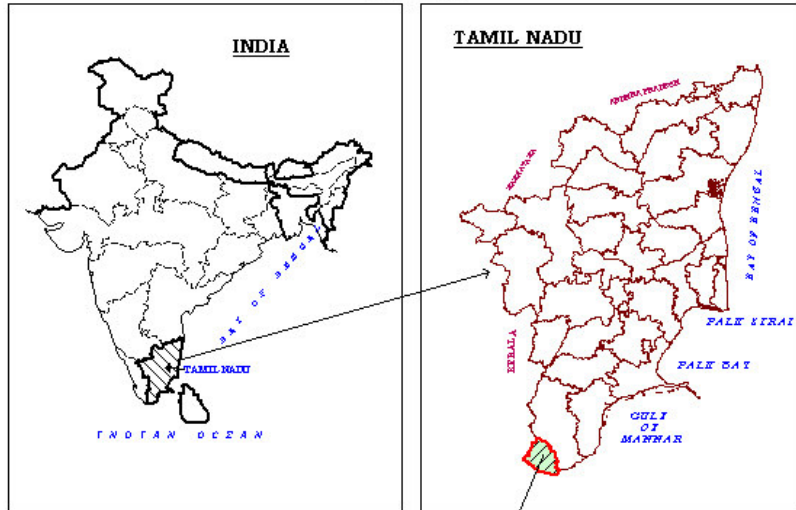 INDIA
BAY OF BENGAL
TAMIL NADU
INDIAN OCEAN
TAMIL NADU
ANDHRA PRADESH
KARNATAKA
BAY OF BENGAL
KERALA
PALK STRAI
PALK BAY
GULF
OF
MANNAR